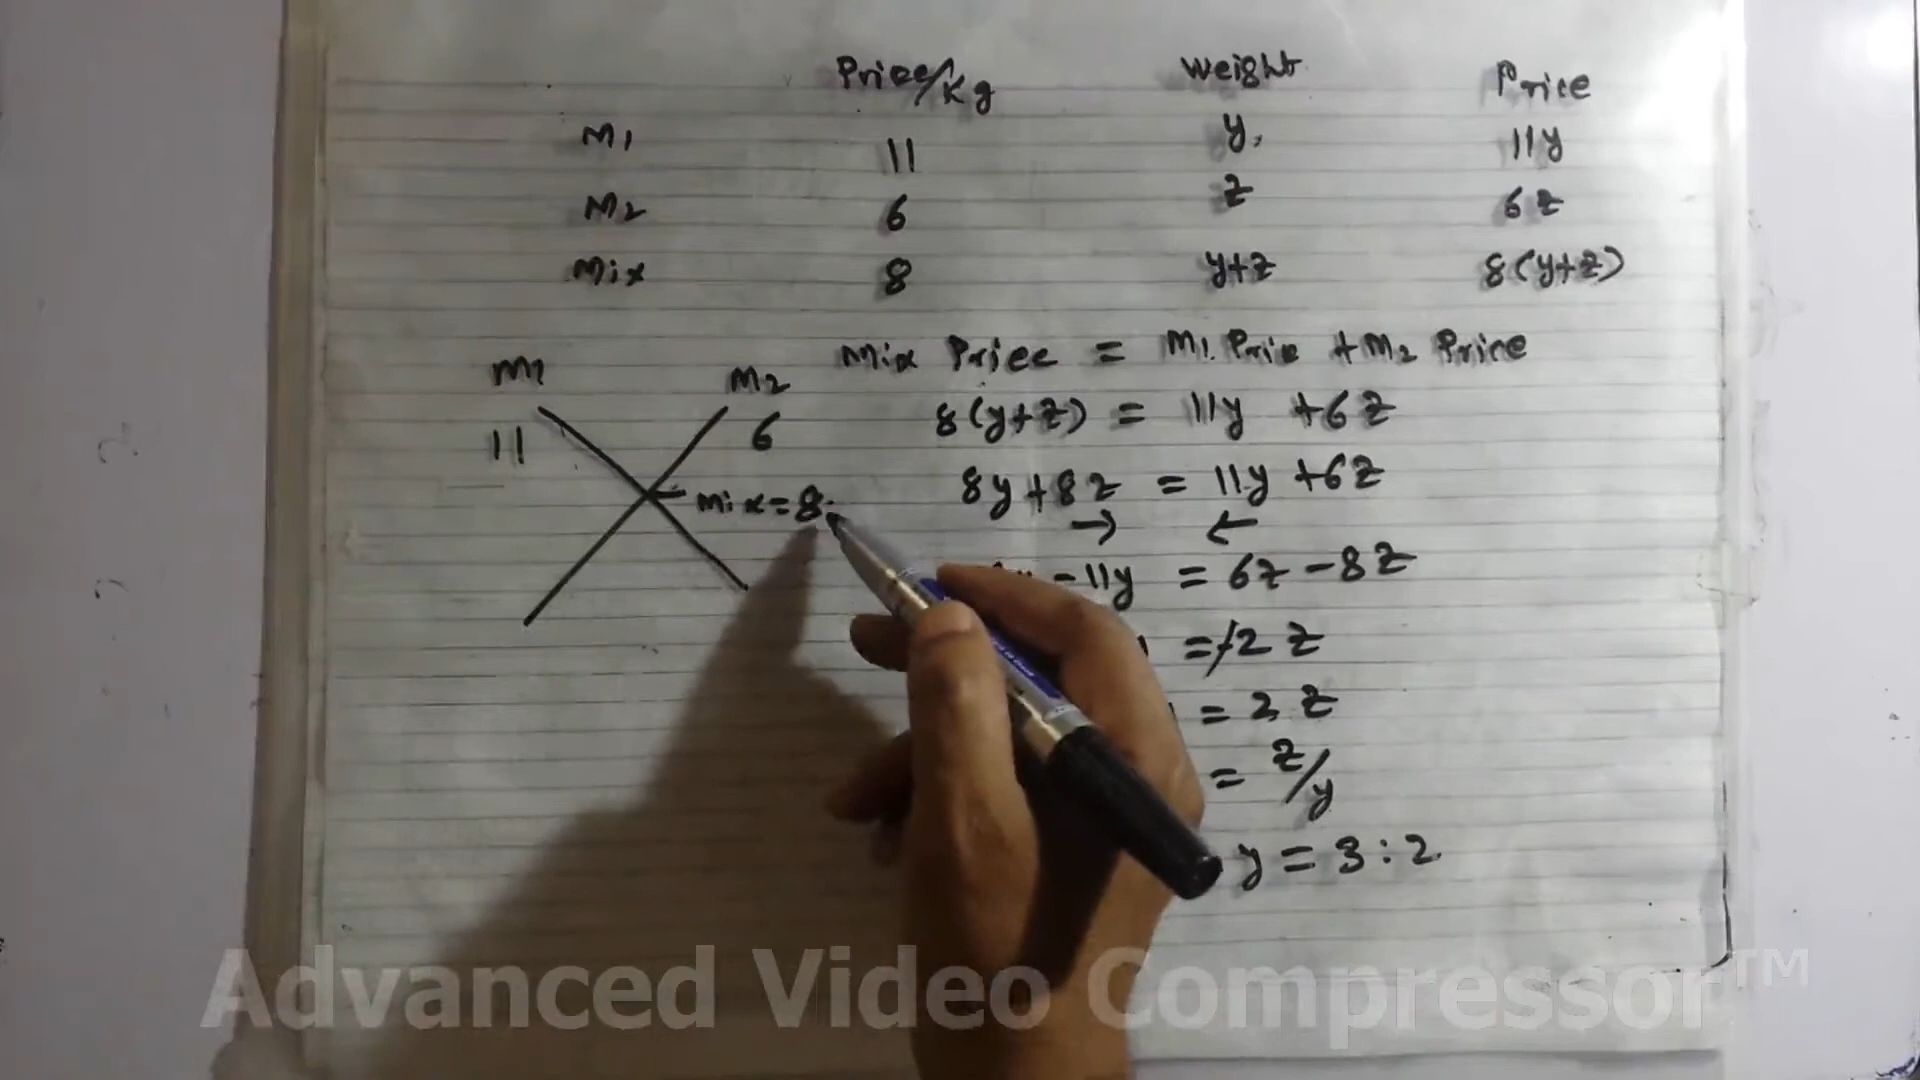 Price/Kg Weight Price
M1 11 y, 11y
M2 6 z 6z
Mix 8 y+z 8(y+z)
Mix Price = M1 Price + M2 Price
M1 M2
11 6
8(y+z) = 11y + 6z
8y+8z = 11y + 6z
Mix = 8
→ ←
-11y = 6z - 8z
= -2z
= 2z
= z/y
y = 3:2
Advanced Video Compressor™